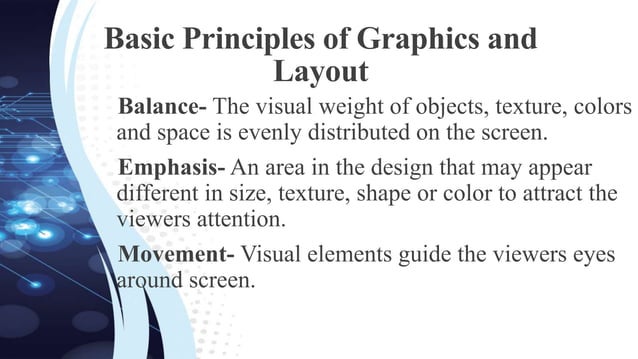 Basic Principles of Graphics and
Layout
Balance- The visual weight of objects, texture, colors
and space is evenly distributed on the screen.
Emphasis- An area in the design that may appear
different in size, texture, shape or color to attract the
viewers attention.
Movement- Visual elements guide the viewers eyes
around screen.